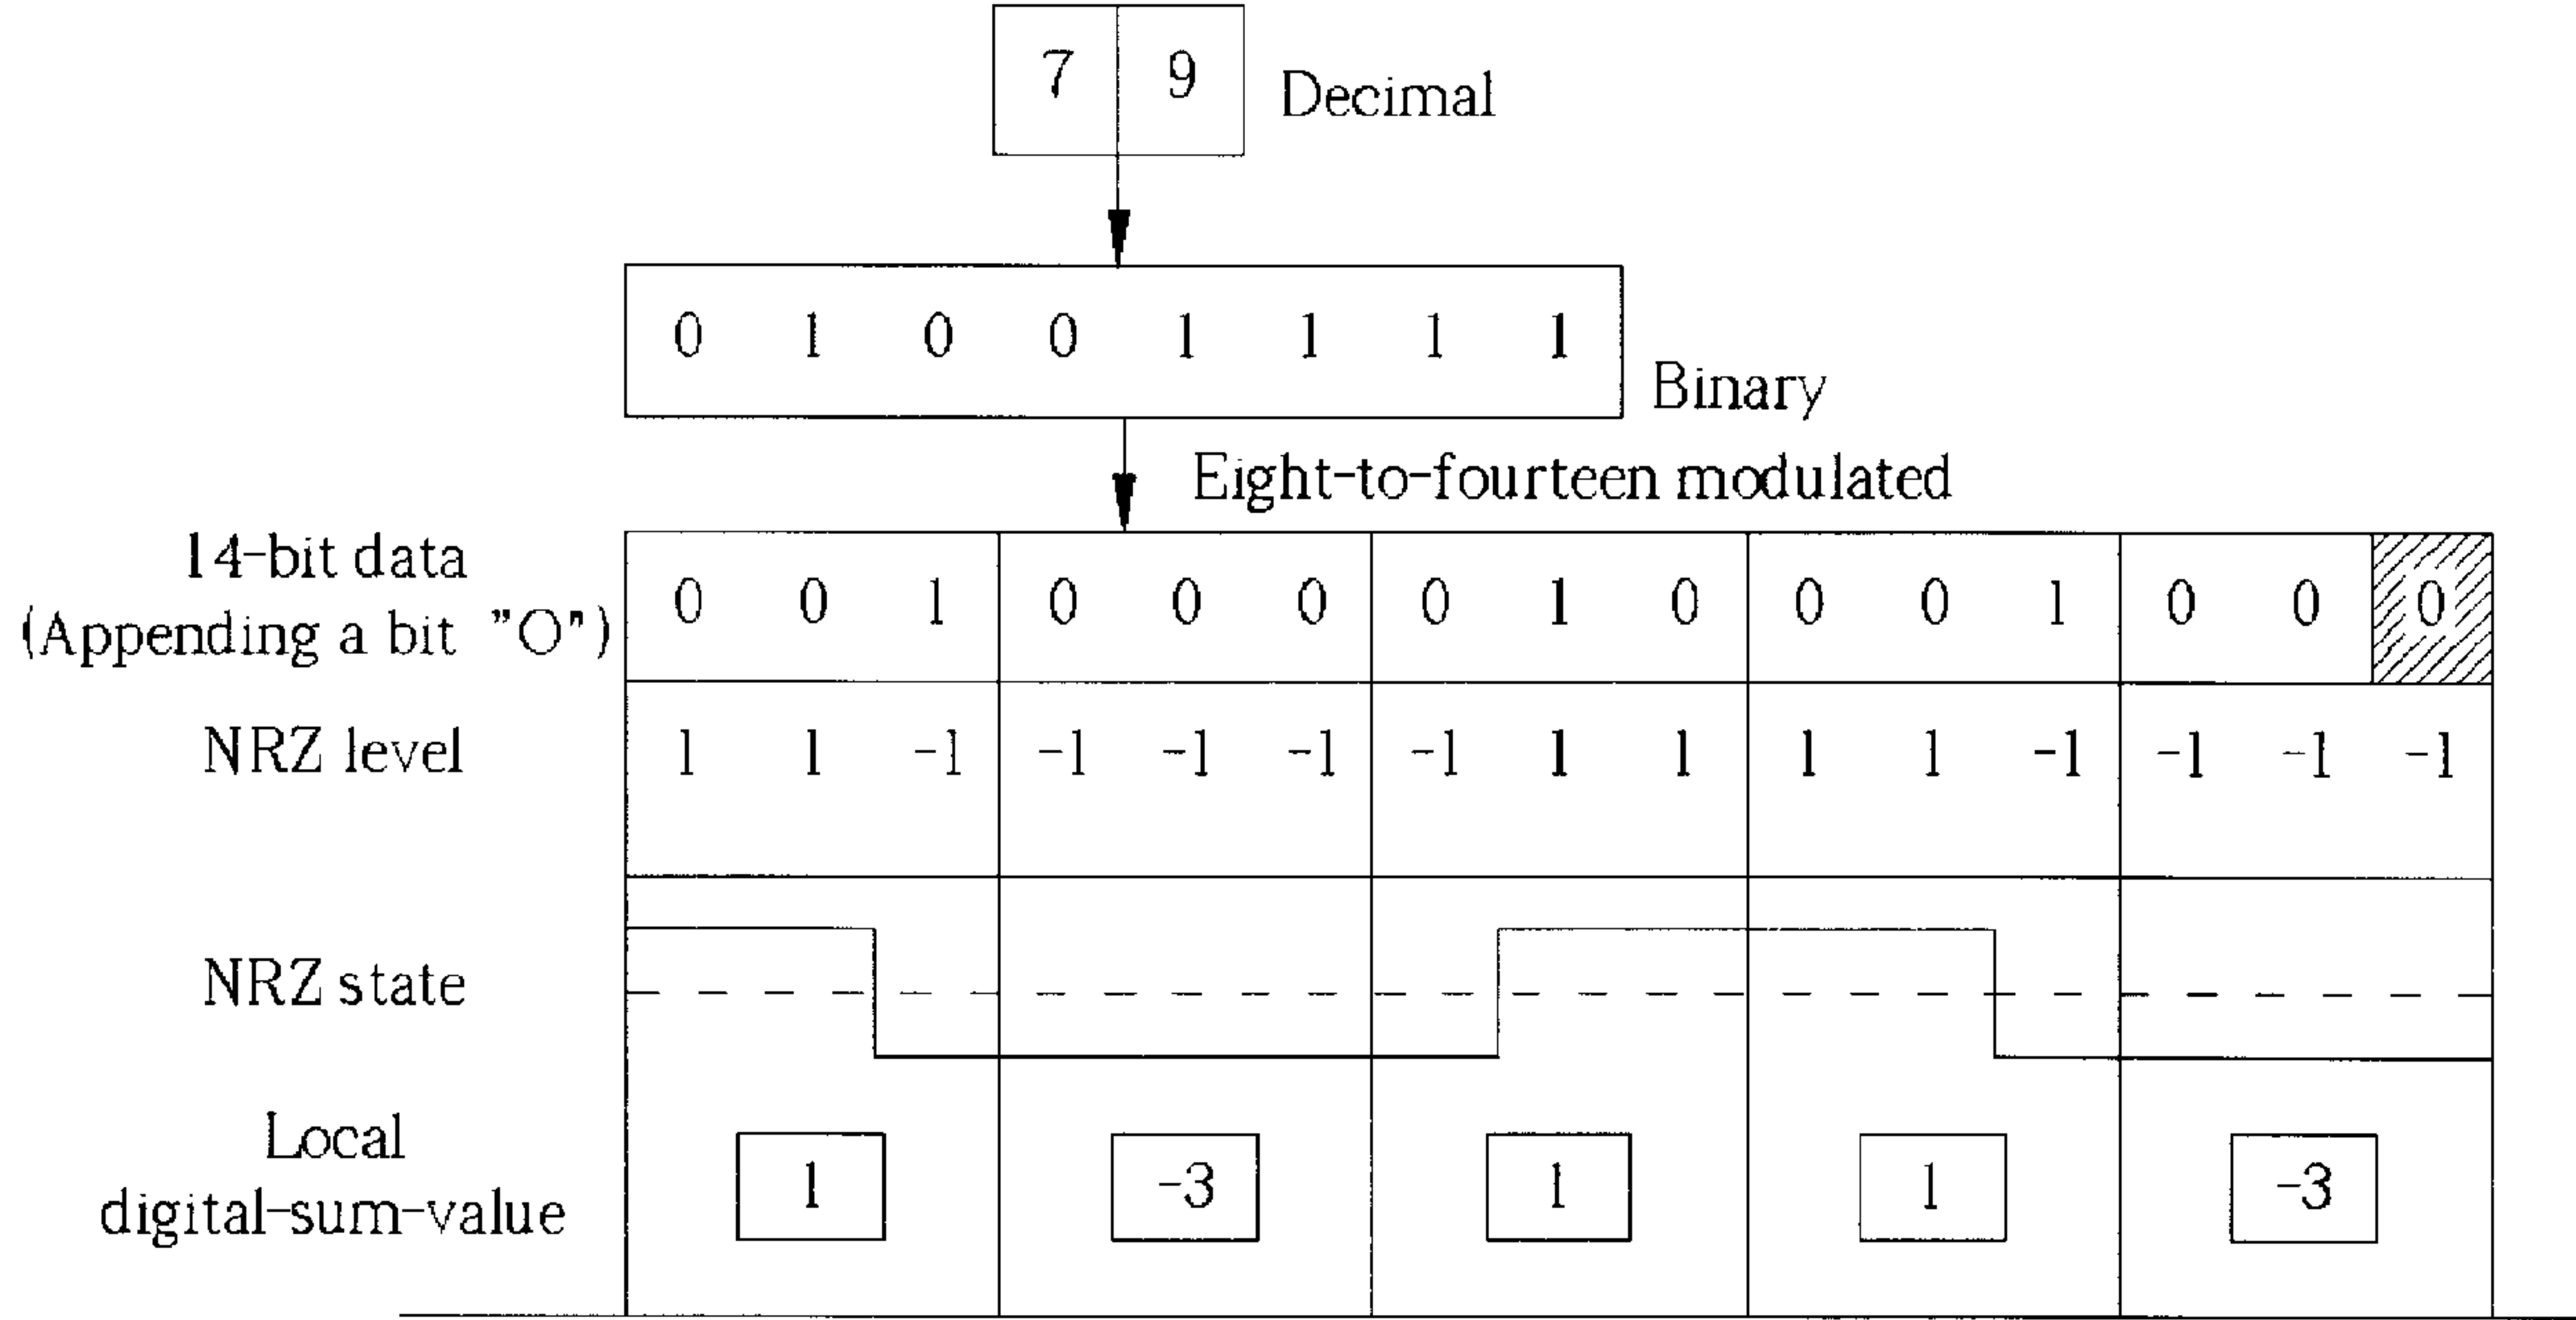 7 9 Decimal
0 1 0 0 1 1 1 1
Binary
Eight-to-fourteen modulated
14-bit data
(Appending a bit "O")
0 0 1 0 0 0 0 1 0 0 0 1 0 0 0
NRZ level 1 1 -1 -1 -1 -1 -1 1 1 1 1 -1 -1 -1 -1
NRZ state
Local
digital-sum-value
1 -3 1 1 -3